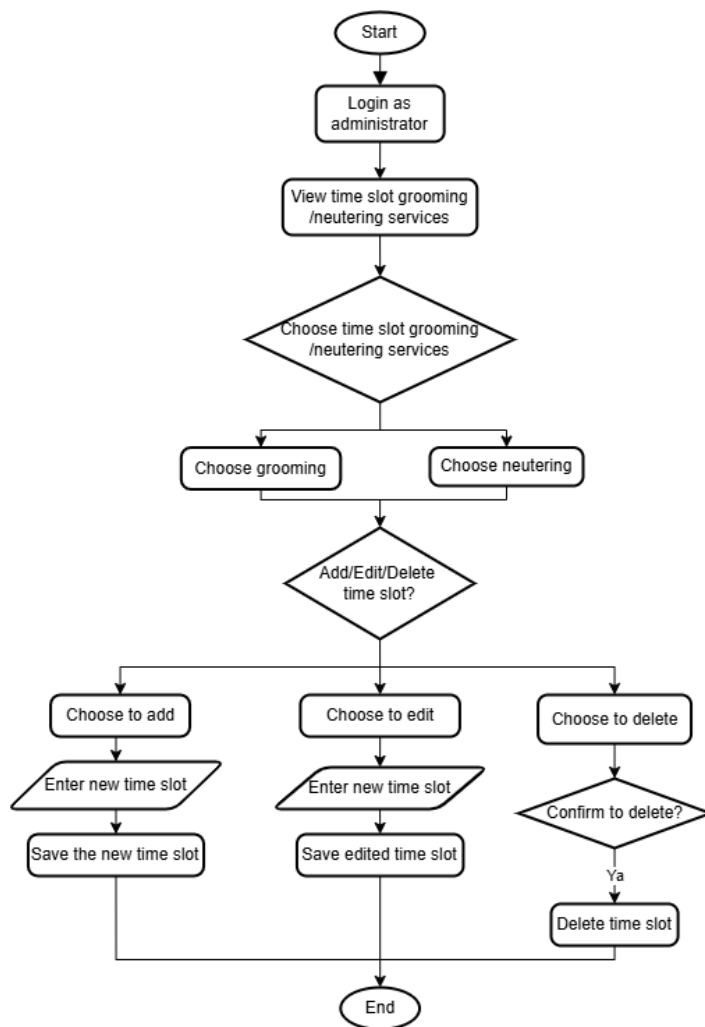 Start
Login as
administrator
View time slot grooming
/neutering services
Choose time slot grooming
/neutering services
Choose grooming
Choose neutering
Add/Edit/Delete
time slot?
Choose to add
Choose to edit
Choose to delete
Enter new time slot
Enter new time slot
Confirm to delete?
Save the new time slot
Save edited time slot
Ya
Delete time slot
End